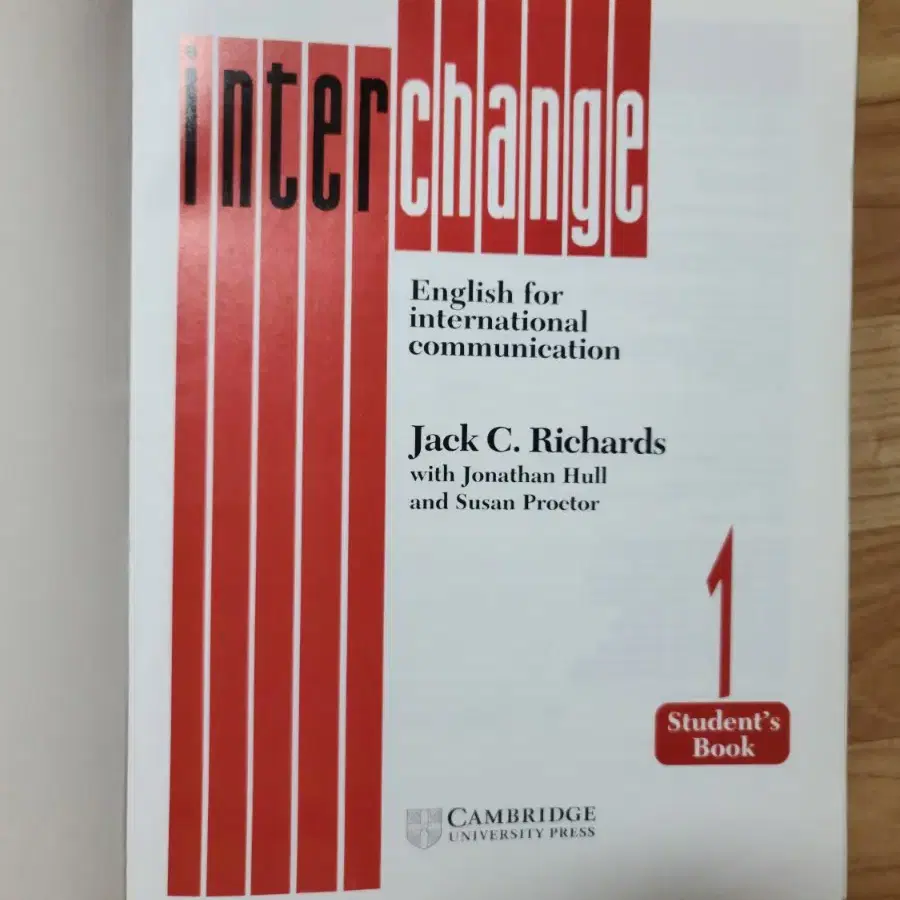 interchange
English for
international
communication
Jack C. Richards
with Jonathan Hull
and Susan Proctor
1
Student's
Book
CAMBRIDGE
UNIVERSITY PRESS